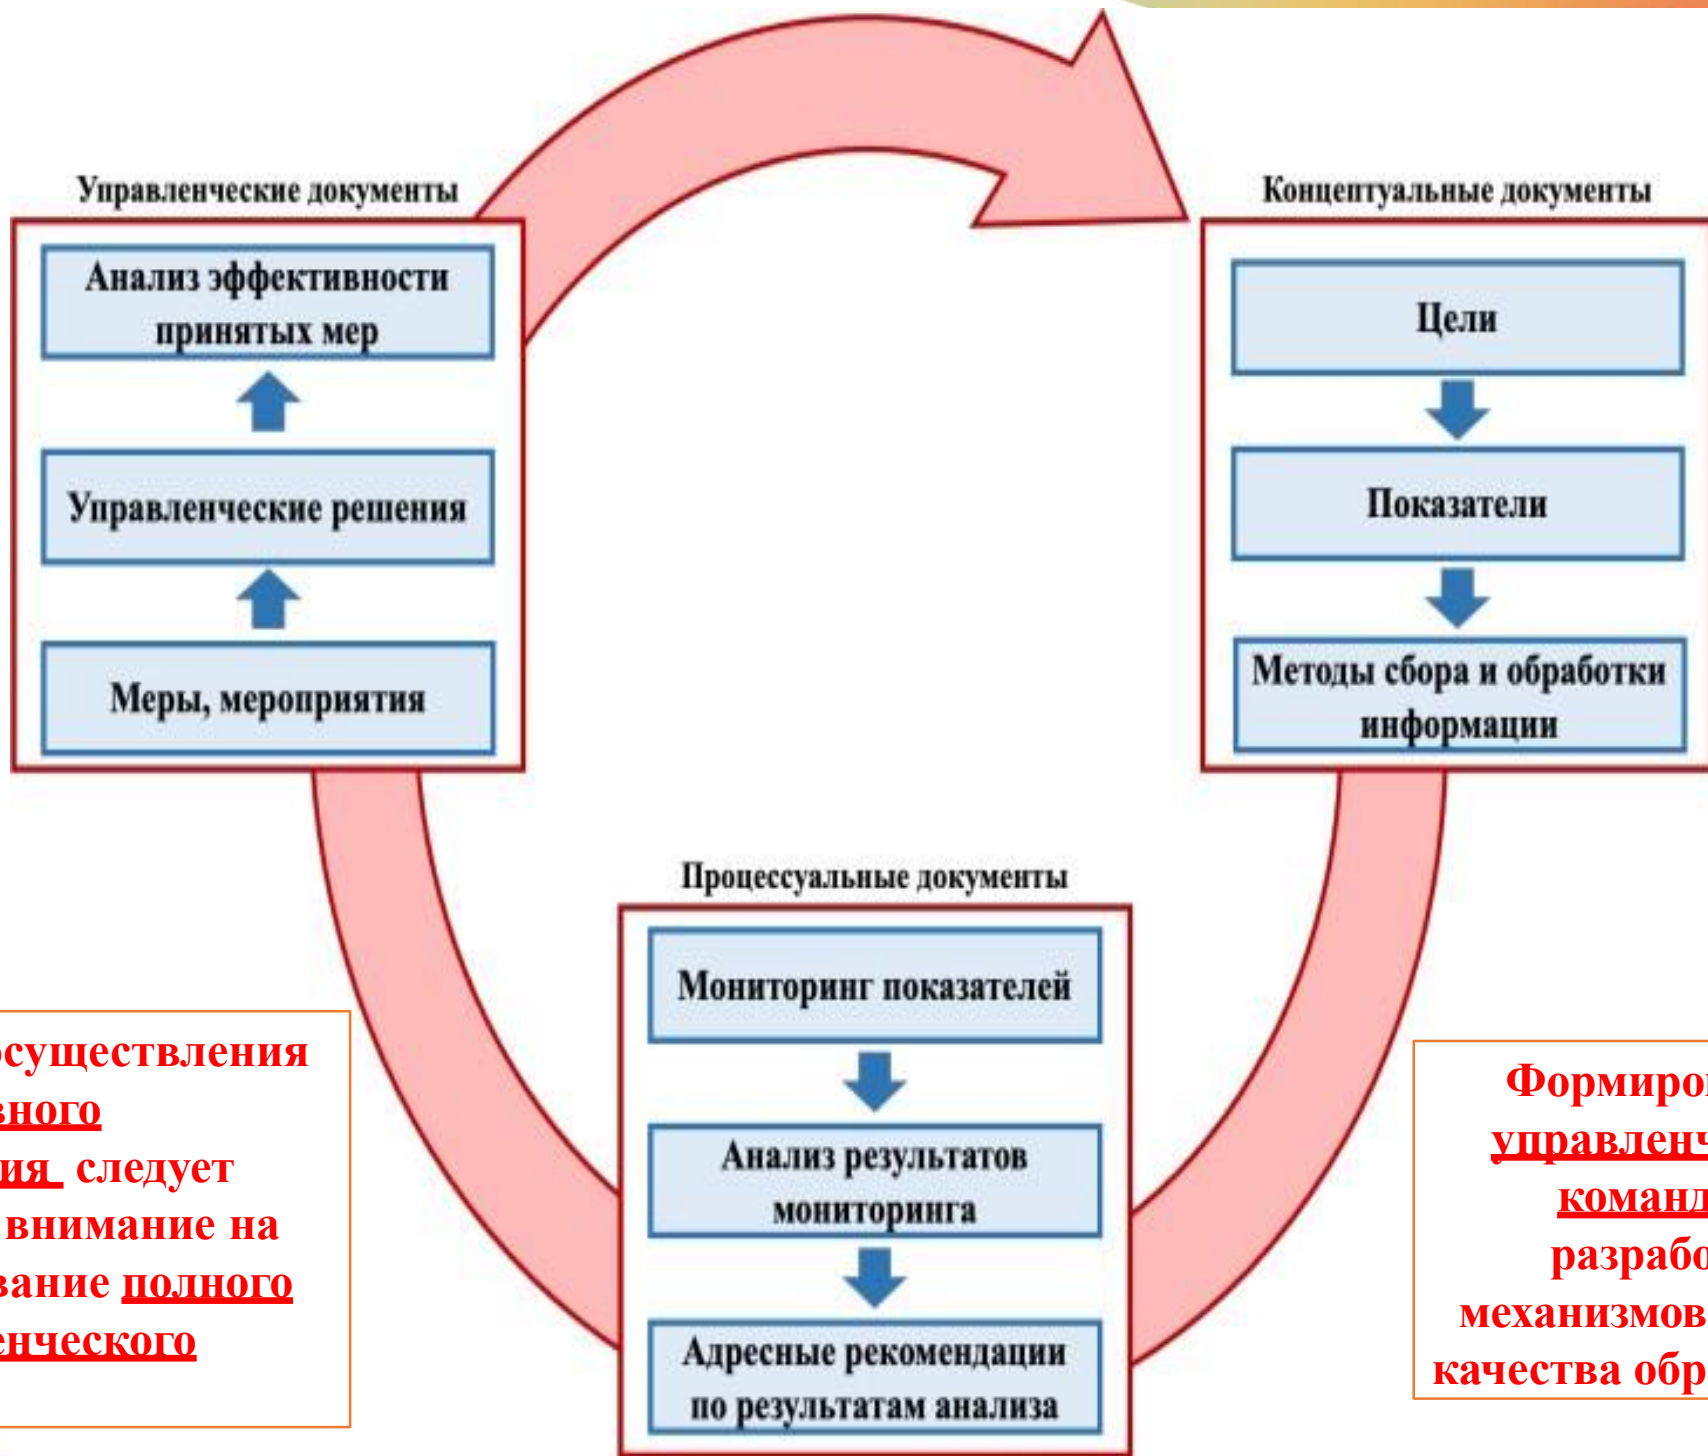 Управленческие документы
Анализ эффективности
принятых мер
Управленческие решения
Меры, мероприятия
Концептуальные документы
Цели
Показатели
Методы сбора и обработки
информации
Процессуальные документы
Мониторинг показателей
Анализ результатов
мониторинга
Адресные рекомендации
по результатам анализа
осуществления
вного
ия следует
внимание на
вание полного
енческого
Формиров
управленч
команд
разрабо
механизмов
качества обр